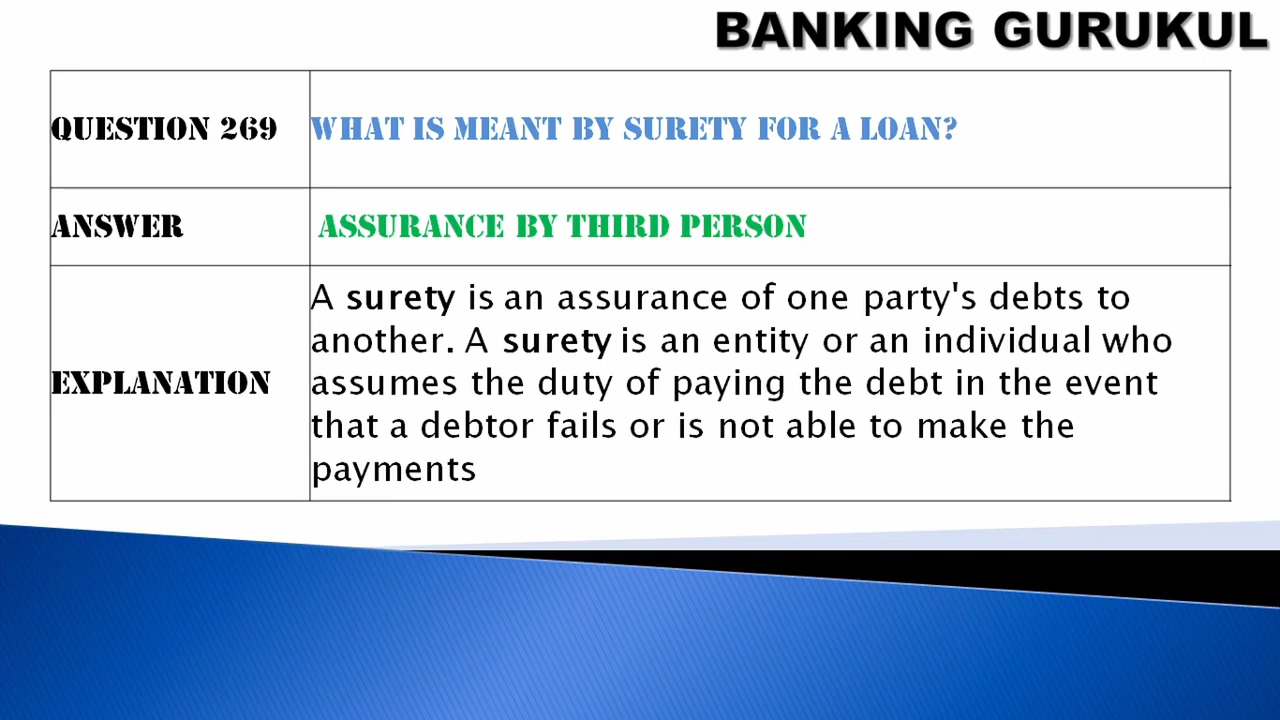 BANKING GURUKUL
QUESTION 269
WHAT IS MEANT BY SURETY FOR A LOAN?
ANSWER
ASSURANCE BY THIRD PERSON
EXPLANATION
A surety is an assurance of one party's debts to
another. A surety is an entity or an individual who
assumes the duty of paying the debt in the event
that a debtor fails or is not able to make the
payments